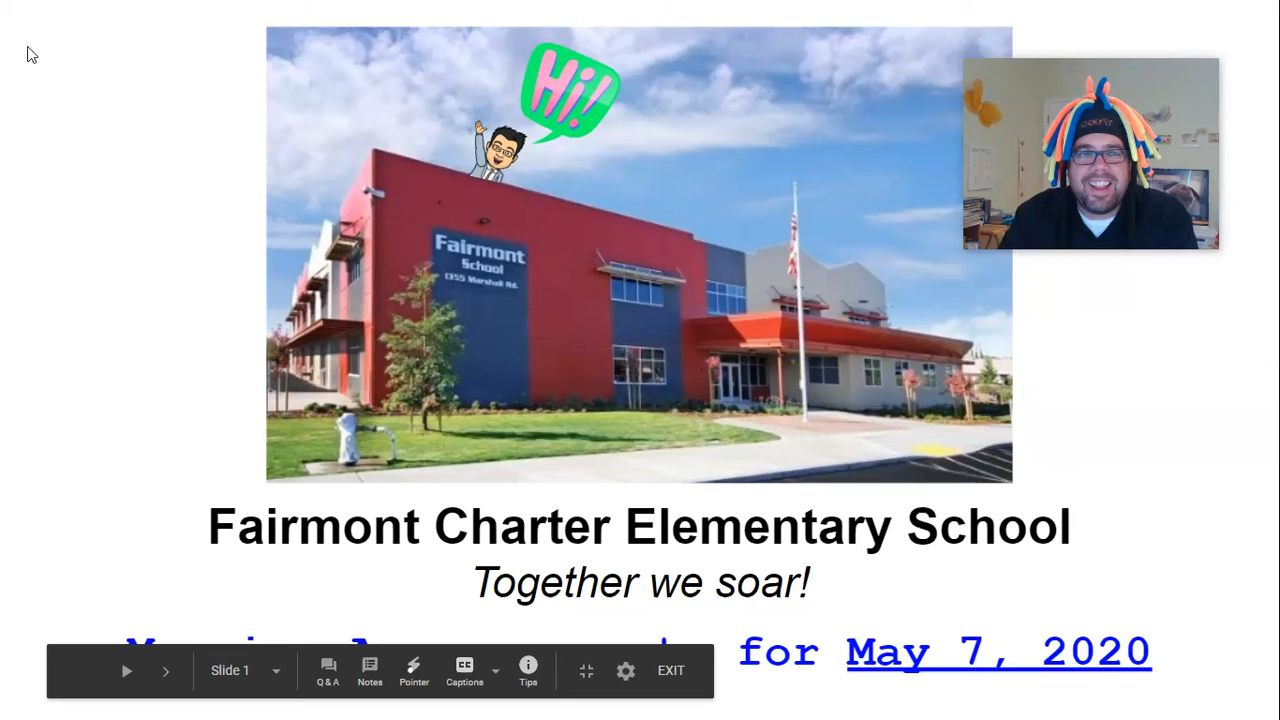 Hi!
Fairmont
School
1355 Marshall Rd.
Fairmont Charter Elementary School
Together we soar!
for May 7, 2020
Slide 1
Q & A
Notes
Pointer
Captions
Tips
EXIT